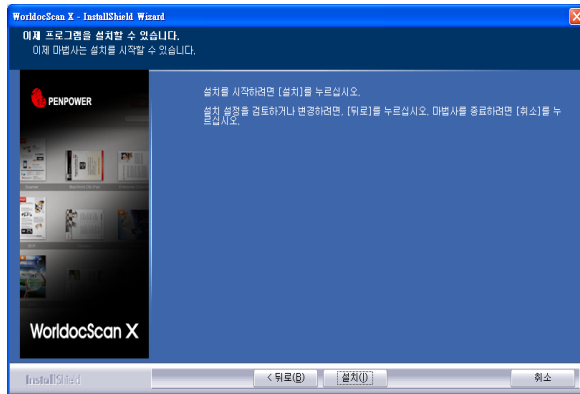 WorldocScan X - InstallShield Wizard
이제 프로그램을 설치할 수 있습니다.
이제 마법사는 설치를 시작할 수 있습니다.
PENPOWER
설치를 시작하려면 [설치]를 누르십시오.
설치 설정을 검토하거나 변경하려면, [뒤로]를 누르십시오. 마법사를 종료하려면 [취소]를 누
르십시오.
WorldocScan X
InstallShield
< 뒤로(B)
설치(I)
취소